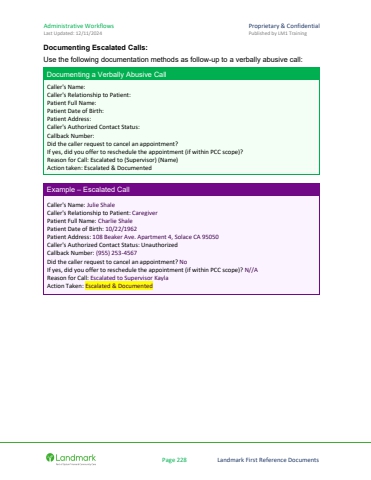 Administrative Workflows
Proprietary & Confidential
Last Updated: 12/11/2024
Published by LM1 Training
Documenting Escalated Calls:
Use the following documentation methods as follow-up to a verbally abusive call:
Documenting a Verbally Abusive Call
Caller's Name:
Caller's Relationship to Patient:
Patient Full Name:
Patient Date of Birth:
Patient Address:
Caller's Authorized Contact Status:
Callback Number:
Did the caller request to cancel an appointment?
If yes, did you offer to reschedule the appointment (if within PCC scope)?
Reason for Call: Escalated to (Supervisor) (Name)
Action taken: Escalated & Documented
Example – Escalated Call
Caller's Name: Julie Shale
Caller's Relationship to Patient: Caregiver
Patient Full Name: Charlie Shale
Patient Date of Birth: 10/22/1962
Patient Address: 108 Beaker Ave. Apartment 4, Solace CA 95050
Caller's Authorized Contact Status: Unauthorized
Callback Number: (955) 253-4567
Did the caller request to cancel an appointment? No
If yes, did you offer to reschedule the appointment (if within PCC scope)? N//A
Reason for Call: Escalated to Supervisor Kayla
Action Taken: Escalated & Documented
Landmark
Page 228
Landmark First Reference Documents